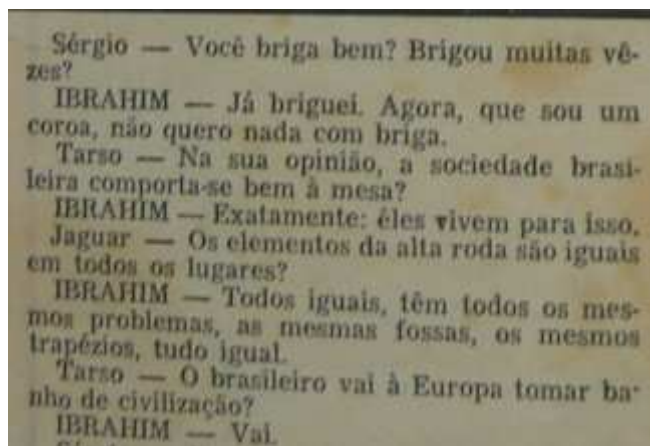 Sérgio — Você briga bem? Brigou muitas vê-
zes?
IBRAHIM — Já briguei. Agora, que sou um
coroa, não quero nada com briga.
Tarso — Na sua opinião, a sociedade brasi-
leira comporta-se bem à mesa?
IBRAHIM — Exatamente: êles vivem para isso.
Jaguar — Os elementos da alta roda são iguais
em todos os lugares?
IBRAHIM — Todos iguais, têm todos os mes-
mos problemas, as mesmas fossas, os mesmos
trapézios, tudo igual.
Tarso — O brasileiro vai à Europa tomar ba-
nho de civilização?
IBRAHIM — Vai.